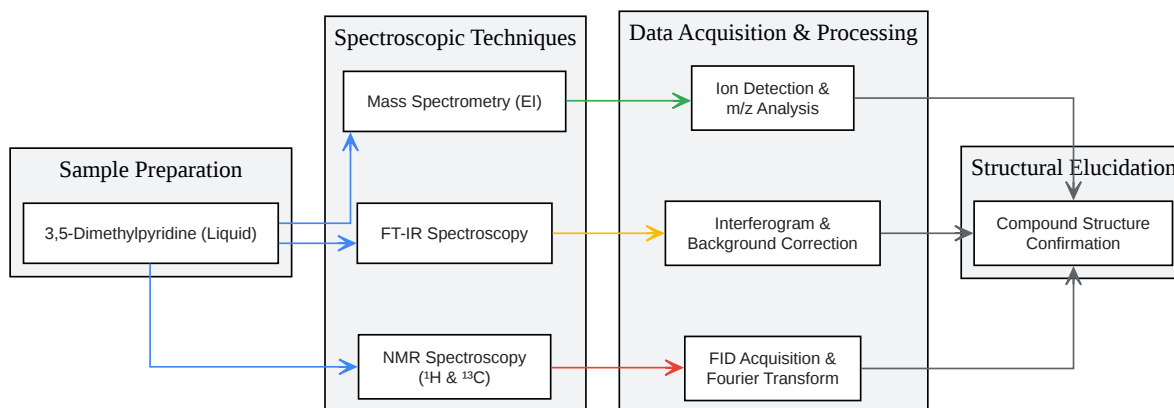 Spectroscopic Techniques
Data Acquisition & Processing
Mass Spectrometry (EI)
Ion Detection &
m/z Analysis
Sample Preparation
Structural Elucidation
3,5-Dimethylpyridine (Liquid)
FT-IR Spectroscopy
Interferogram &
Background Correction
Compound Structure
Confirmation
NMR Spectroscopy
(¹H & ¹³C)
FID Acquisition &
Fourier Transform